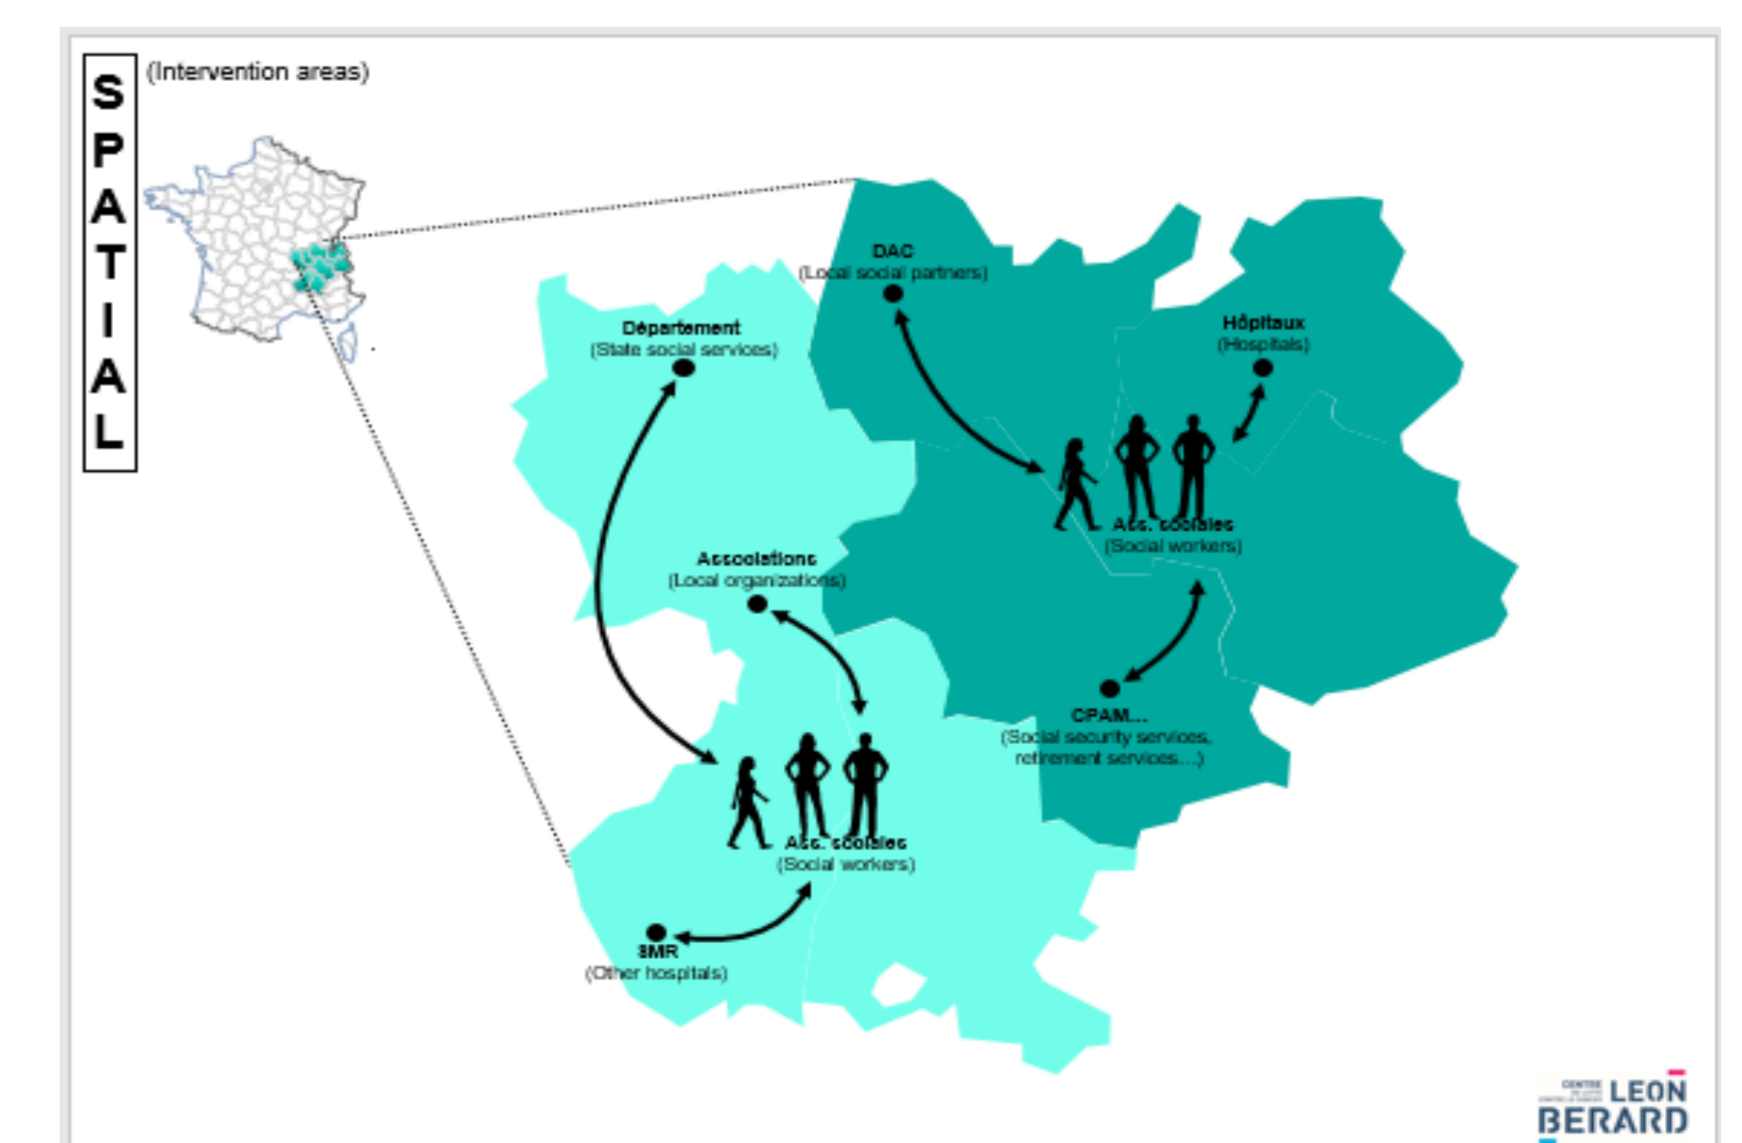 SPATIAL
(Intervention areas)
DAC
(Local social partners)
Département
(State social services)
Hôpitaux
(Hospitals)
Ass. sociales
(Social workers)
Associations
(Local organizations)
CPAM...
(Social security services,
retirement services...)
Ass. sociales
(Social workers)
SMR
(Other hospitals)
CENTRE
LEON
BERARD